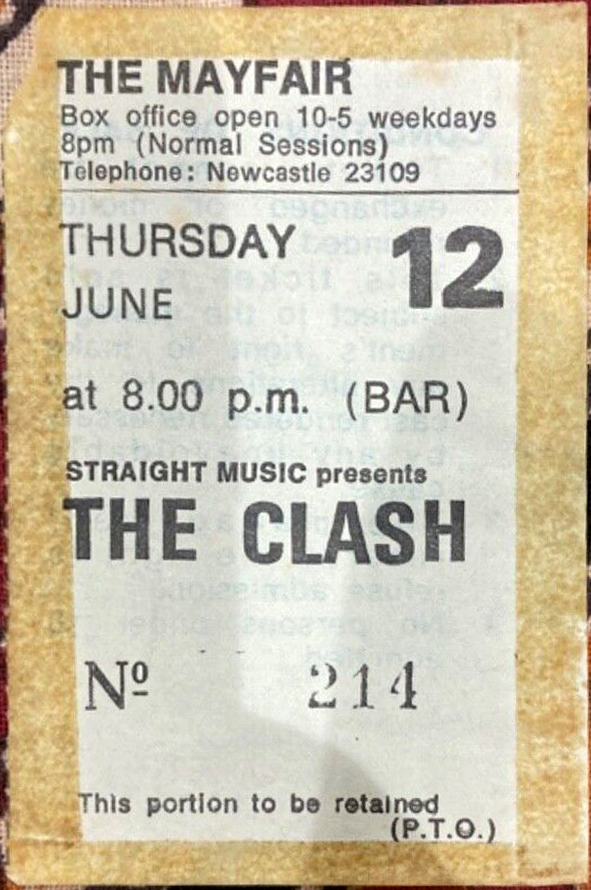 THE MAYFAIR
Box office open 10-5 weekdays
8pm (Normal Sessions)
Telephone: Newcastle 23109
THURSDAY 12
JUNE
at 8.00 p.m. (BAR)
STRAIGHT MUSIC presents
THE CLASH
Nº 214
This portion to be retained
(P.T.O.)